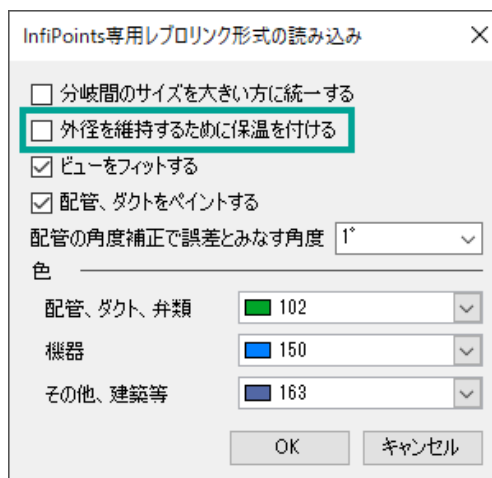 InfiPoints専用レブロリンク形式の読み込み
分岐間のサイズを大きい方に統一する
外径を維持するために保温を付ける
ビューをフィットする
配管、ダクトをペイントする
配管の角度補正で誤差とみなす角度 1°
色
配管、ダクト、弁類 102
機器 150
その他、建築等 163
OK キャンセル